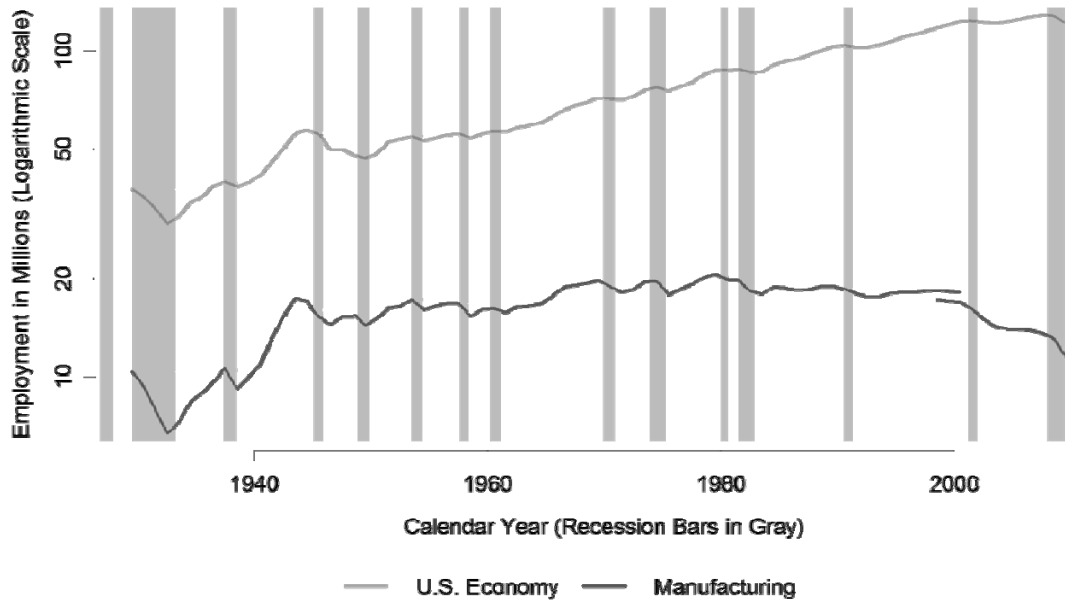 Employment in Millions (Logarithmic Scale)
100
50
20
10
1940 1960 1980 2000
Calendar Year (Recession Bars in Gray)
U.S. Economy Manufacturing